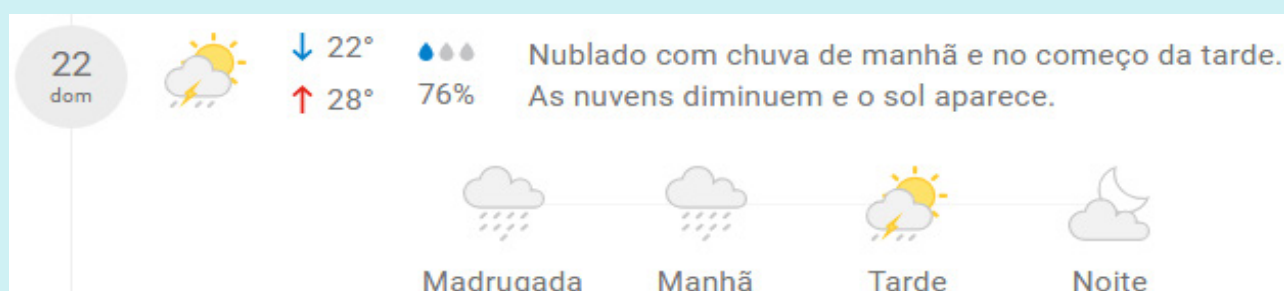 22
dom
↓ 22°
↑ 28°
76%
Nublado com chuva de manhã e no começo da tarde.
As nuvens diminuem e o sol aparece.
Madrugada Manhã Tarde Noite